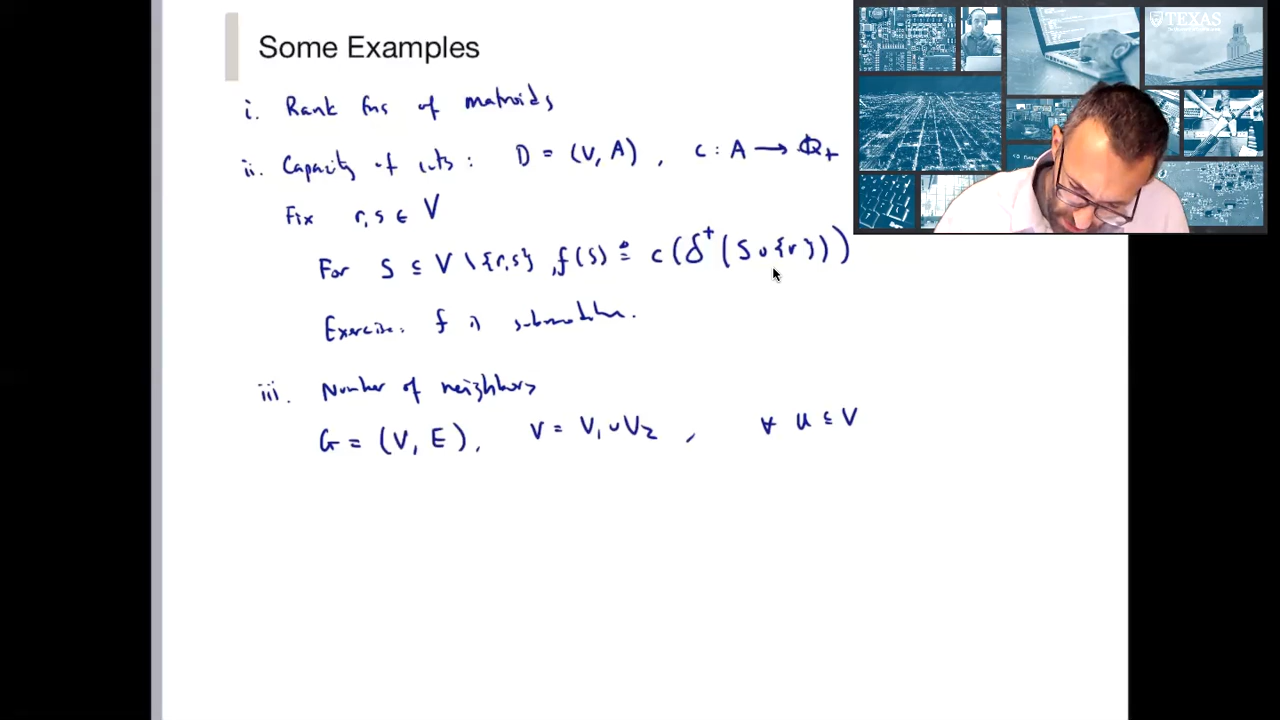 Some Examples
TEXAS
i. Rank fns of matroids
ii. Capacity of cuts : D = (V, A) , c : A → ℚ+
Fix r, s ∈ V
For S ⊆ V \ {r,s} , f(S) ≜ c(δ⁺(S ∪ {r}))
Exercise: f is submodular.
iii. Number of neighbors
G = (V, E), V = V₁ ∪ V₂ , ∀ U ⊆ V